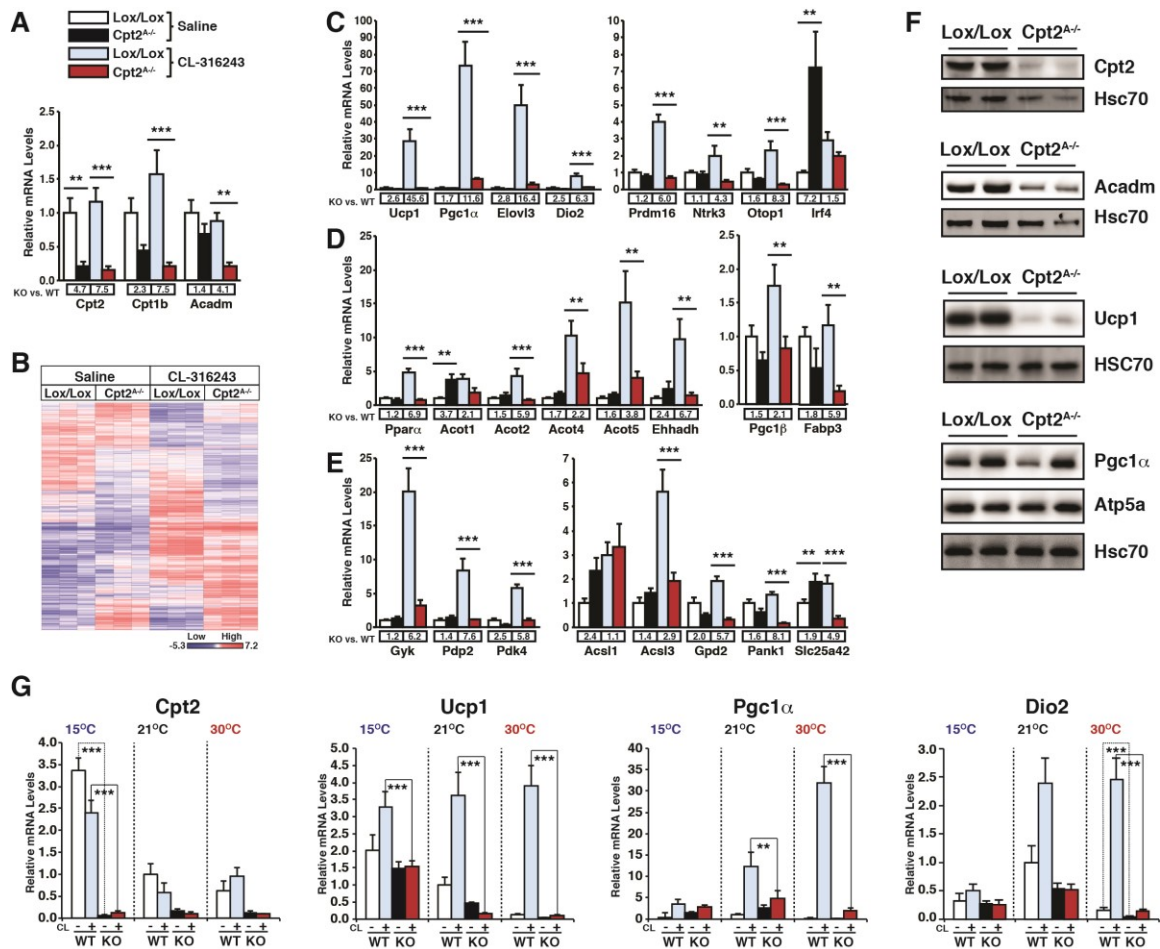 A
Lox/Lox
Cpt2A-/-
Saline
Lox/Lox
Cpt2A-/-
CL-316243
Relative mRNA Levels
2.5
2.0
1.5
1.0
0.5
0.0
** *** *** **
KO vs. WT 4.7 7.5 2.3 7.5 1.4 4.1
Cpt2 Cpt1b Acadm
B
Saline CL-316243
Lox/Lox Cpt2A-/- Lox/Lox Cpt2A-/-
Low High
-5.3 7.2
C
Relative mRNA Levels
100
90
80
70
60
50
40
30
20
10
0
*** *** *** ***
KO vs. WT 2.6 45.6 1.7 11.6 2.8 16.4 2.5 6.3
Ucp1 Pgc1α Elovl3 Dio2
10
9
8
7
6
5
4
3
2
1
0
*** ** *** **
1.2 6.0 1.1 4.3 1.6 8.3 7.2 1.5
Prdm16 Ntrk3 Otop1 Irf4
D
Relative mRNA Levels
25
20
15
10
5
0
*** ** *** ** ** **
KO vs. WT 1.2 6.9 3.7 2.1 1.5 5.9 1.7 2.2 1.6 3.8 2.4 6.7
Pparα Acot1 Acot2 Acot4 Acot5 Ehhadh
2.5
2.0
1.5
1.0
0.5
0.0
** **
1.5 2.1 1.8 5.9
Pgc1β Fabp3
E
Relative mRNA Levels
25
20
15
10
5
0
*** *** ***
KO vs. WT 1.2 6.2 1.4 7.6 2.5 5.8
Gyk Pdp2 Pdk4
7
6
5
4
3
2
1
0
*** *** *** ** ***
2.4 1.1 1.4 2.9 2.0 5.7 1.6 8.1 1.9 4.9
Acsl1 Acsl3 Gpd2 Pank1 Slc25a42
F
Lox/Lox Cpt2A-/-
Cpt2
Hsc70
Acadm
Hsc70
Lox/Lox Cpt2A-/-
Ucp1
HSC70
Lox/Lox Cpt2A-/-
Pgc1α
Atp5a
Hsc70
G
Cpt2
15OC 21OC 30OC
Relative mRNA Levels
4.0
3.5
3.0
2.5
2.0
1.5
1.0
0.5
0.0
***
***
CL - + - + - + - + - + - +
WT KO WT KO WT KO
Ucp1
15OC 21OC 30OC
Relative mRNA Levels
5.0
4.5
4.0
3.5
3.0
2.5
2.0
1.5
1.0
0.5
0.0
*** *** ***
- + - + - + - + - + - +
WT KO WT KO WT KO
Pgc1α
15OC 21OC 30OC
Relative mRNA Levels
40
35
30
25
20
15
10
5
0
** ***
- + - + - + - + - + - +
WT KO WT KO WT KO
Dio2
15OC 21OC 30OC
Relative mRNA Levels
3.0
2.5
2.0
1.5
1.0
0.5
0.0
***
***
- + - + - + - + - + - +
WT KO WT KO WT KO